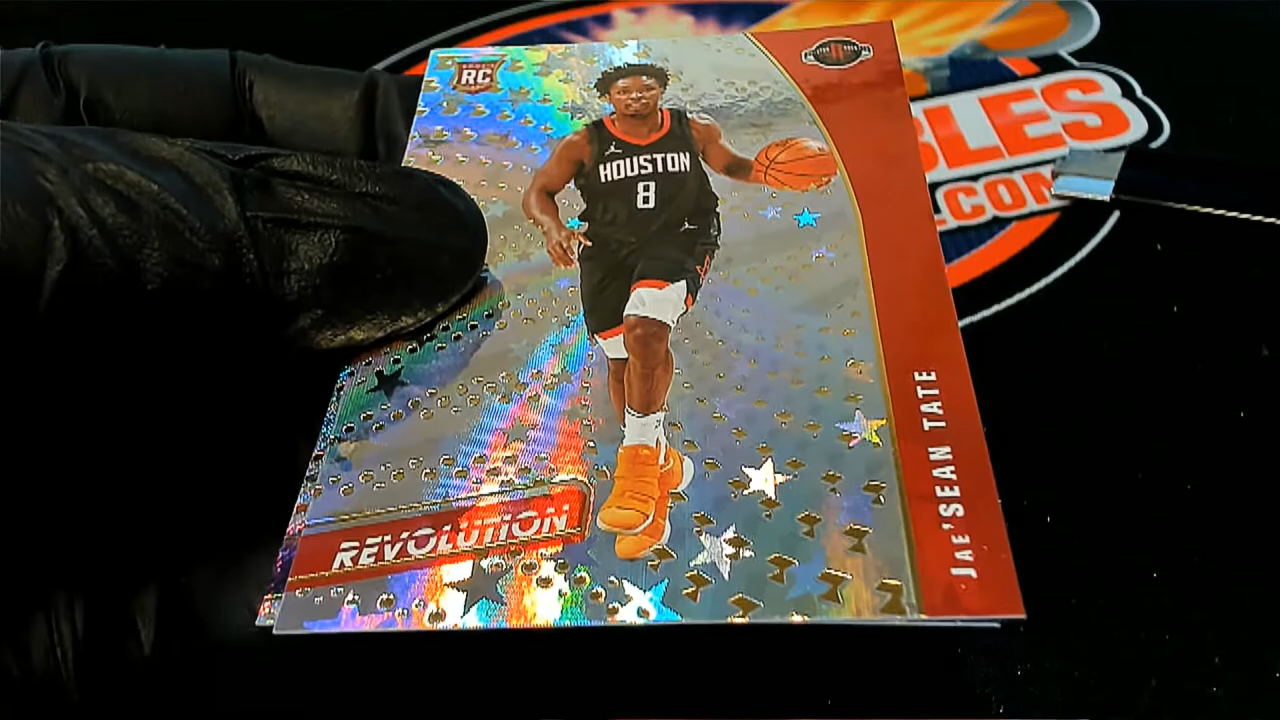 RC
HOUSTON
8
BLES
.COM
JAE'SEAN TATE
REVOLUTION